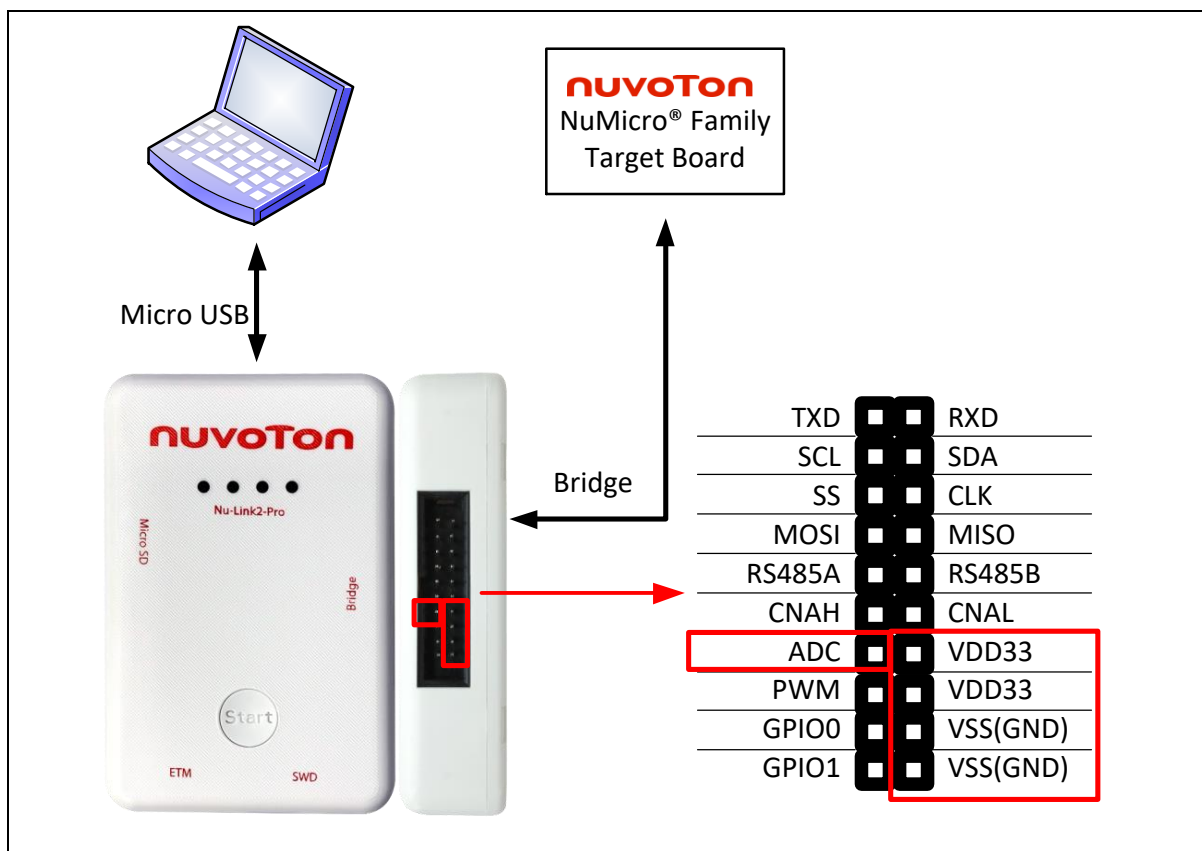 nuvoTon
NuMicro® Family
Target Board
Micro USB
nuvoTon
Nu-Link2-Pro
Micro SD
Bridge
Start
ETM
SWD
Bridge
TXD RXD
SCL SDA
SS CLK
MOSI MISO
RS485A RS485B
CNAH CNAL
ADC VDD33
PWM VDD33
GPIO0 VSS(GND)
GPIO1 VSS(GND)